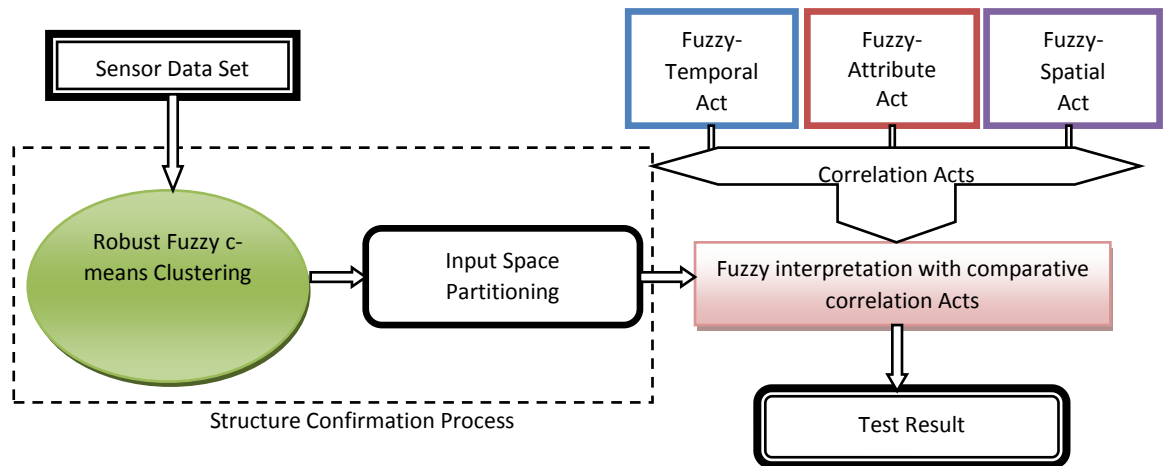 Sensor Data Set
Fuzzy-
Temporal
Act
Fuzzy-
Attribute
Act
Fuzzy-
Spatial
Act
Correlation Acts
Robust Fuzzy c-
means Clustering
Input Space
Partitioning
Fuzzy interpretation with comparative
correlation Acts
Structure Confirmation Process
Test Result